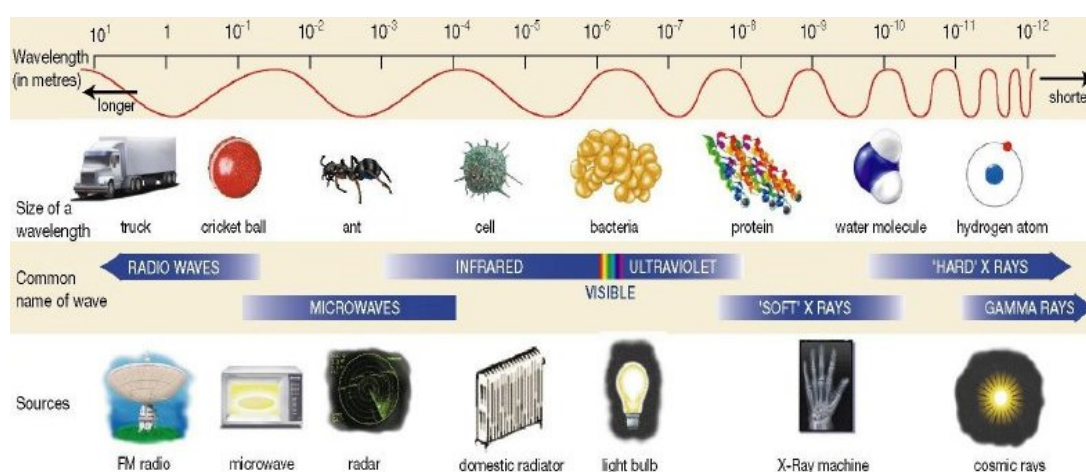 10¹ 1 10⁻² 10⁻³ 10⁻⁴ 10⁻⁵ 10⁻⁶ 10⁻⁷ 10⁻⁸ 10⁻⁹ 10⁻¹⁰ 10⁻¹¹ 10⁻¹²
Wavelength
(in metres)
longer shorte
Size of a
wavelength
truck cricket ball ant cell bacteria protein water molecule hydrogen atom
Common
name of wave
RADIO WAVES INFRARED ULTRAVIOLET 'HARD' X RAYS
VISIBLE
MICROWAVES 'SOFT' X RAYS GAMMA RAYS
Sources
FM radio microwave radar domestic radiator light bulb X-Ray machine cosmic rays